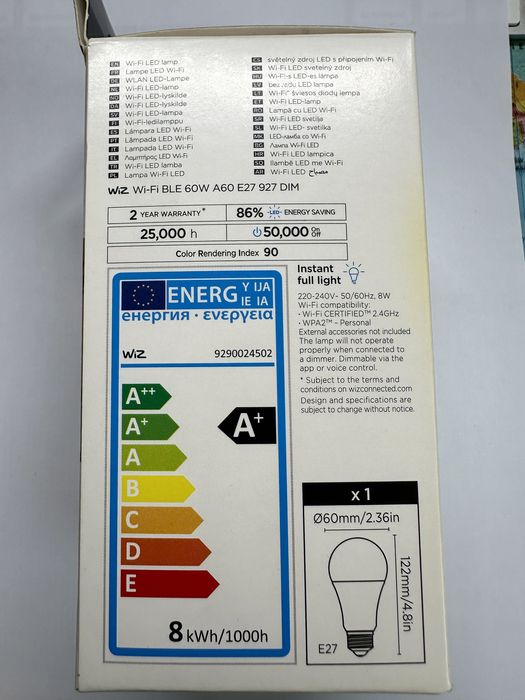 EN Wi-Fi LED lamp
FR Lampe LED Wi-Fi
DE WLAN LED-Lampe
NL Wi-Fi LED-lamp
NO Wi-Fi LED-lyskilde
DA Wi-Fi LED-lyskilde
SV Wi-Fi LED-lampa
FI Wi-Fi-ledilamppu
ES Lámpara LED Wi-Fi
PT Lâmpada LED Wi-Fi
IT Lampada LED Wi-Fi
EL Λαμπτήρας LED Wi-Fi
TR Wi-Fi LED lamba
PL Lampa Wi-Fi LED
CS světelný zdroj LED s připojením Wi-Fi
SK Wi-Fi LED svetelný zdroj
HU Wi-Fi-s LED-es lámpa
LV LED lampa
LT Wi-Fi šviesos diodų lempa
ET Wi-Fi LED-lamp
RO Lampă cu LED Wi-Fi
SR Wi-Fi LED svetiljka
SL Wi-Fi LED- svetilka
MK LED-ламба со Wi-Fi
BG Лампа Wi-Fi LED
HR Wi-Fi LED lampica
SQ llambë LED me Wi-Fi
AR Wi-Fi LED مصباح
WiZ Wi-Fi BLE 60W A60 E27 927 DIM
2 YEAR WARRANTY*
86% LED ENERGY SAVING
25,000 h
50,000 On Off
Color Rendering Index 90
Instant
full light
220-240V~ 50/60Hz, 8W
Wi-Fi compatibility:
• Wi-Fi CERTIFIED™ 2.4GHz
• WPA2™ - Personal
External accessories not included
The lamp will not operate
properly when connected to
a dimmer. Dimmable via the
app or voice control.
* Subject to the terms and
conditions on wizconnected.com
Design and specifications are
subject to change without notice.
ENERG Y IJA
IE IA
енергия · ενεργεια
WiZ 9290024502
A++
A+
A
B
C
D
E
A+
8 kWh/1000h
x 1
Ø60mm/2.36in
122mm/4.8in
E27